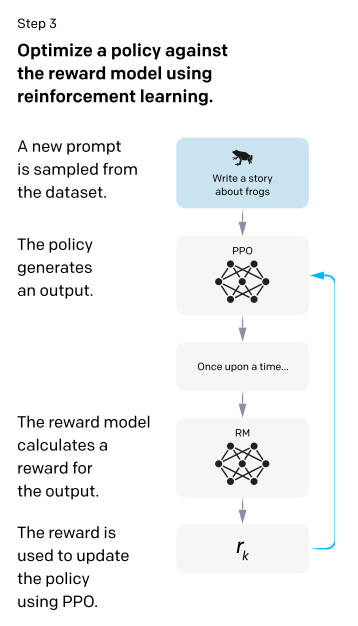 Step 3
Optimize a policy against
the reward model using
reinforcement learning.
A new prompt
is sampled from
the dataset.
Write a story
about frogs
The policy
generates
an output.
PPO
Once upon a time...
The reward model
calculates a
reward for
the output.
RM
The reward is
used to update
the policy
using PPO.
r_k